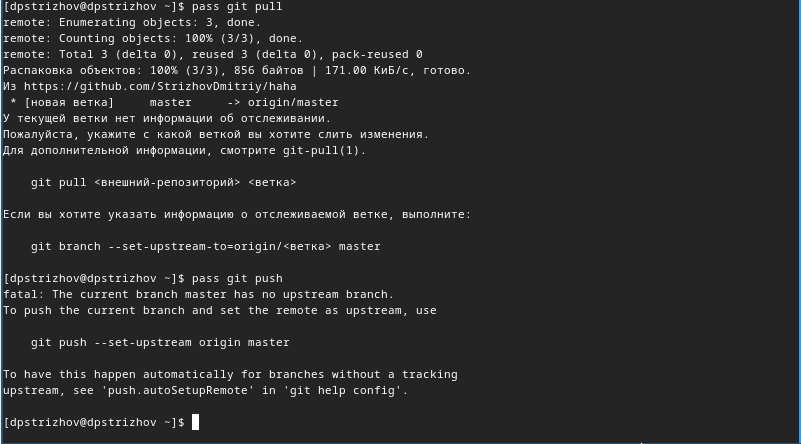 [dpstrizhov@dpstrizhov ~]$ pass git pull
remote: Enumerating objects: 3, done.
remote: Counting objects: 100% (3/3), done.
remote: Total 3 (delta 0), reused 3 (delta 0), pack-reused 0
Распаковка объектов: 100% (3/3), 856 байтов | 171.00 КиБ/с, готово.
Из https://github.com/StrizhovDmitriy/haha
 * [новая ветка]     master     -> origin/master
У текущей ветки нет информации об отслеживании.
Пожалуйста, укажите с какой веткой вы хотите слить изменения.
Для дополнительной информации, смотрите git-pull(1).

    git pull <внешний-репозиторий> <ветка>

Если вы хотите указать информацию о отслеживаемой ветке, выполните:

    git branch --set-upstream-to=origin/<ветка> master

[dpstrizhov@dpstrizhov ~]$ pass git push
fatal: The current branch master has no upstream branch.
To push the current branch and set the remote as upstream, use

    git push --set-upstream origin master

To have this happen automatically for branches without a tracking
upstream, see 'push.autoSetupRemote' in 'git help config'.

[dpstrizhov@dpstrizhov ~]$